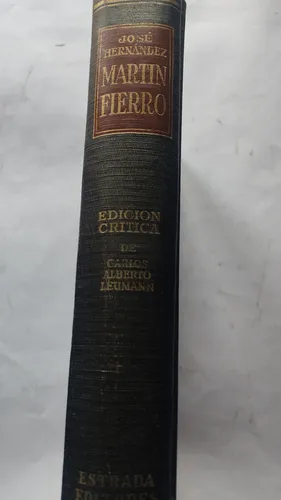 JOSÉ
HERNÁNDEZ
MARTIN
FIERRO
EDICION
CRITICA
DE
CARLOS
ALBERTO
LEUMANN
ESTRADA